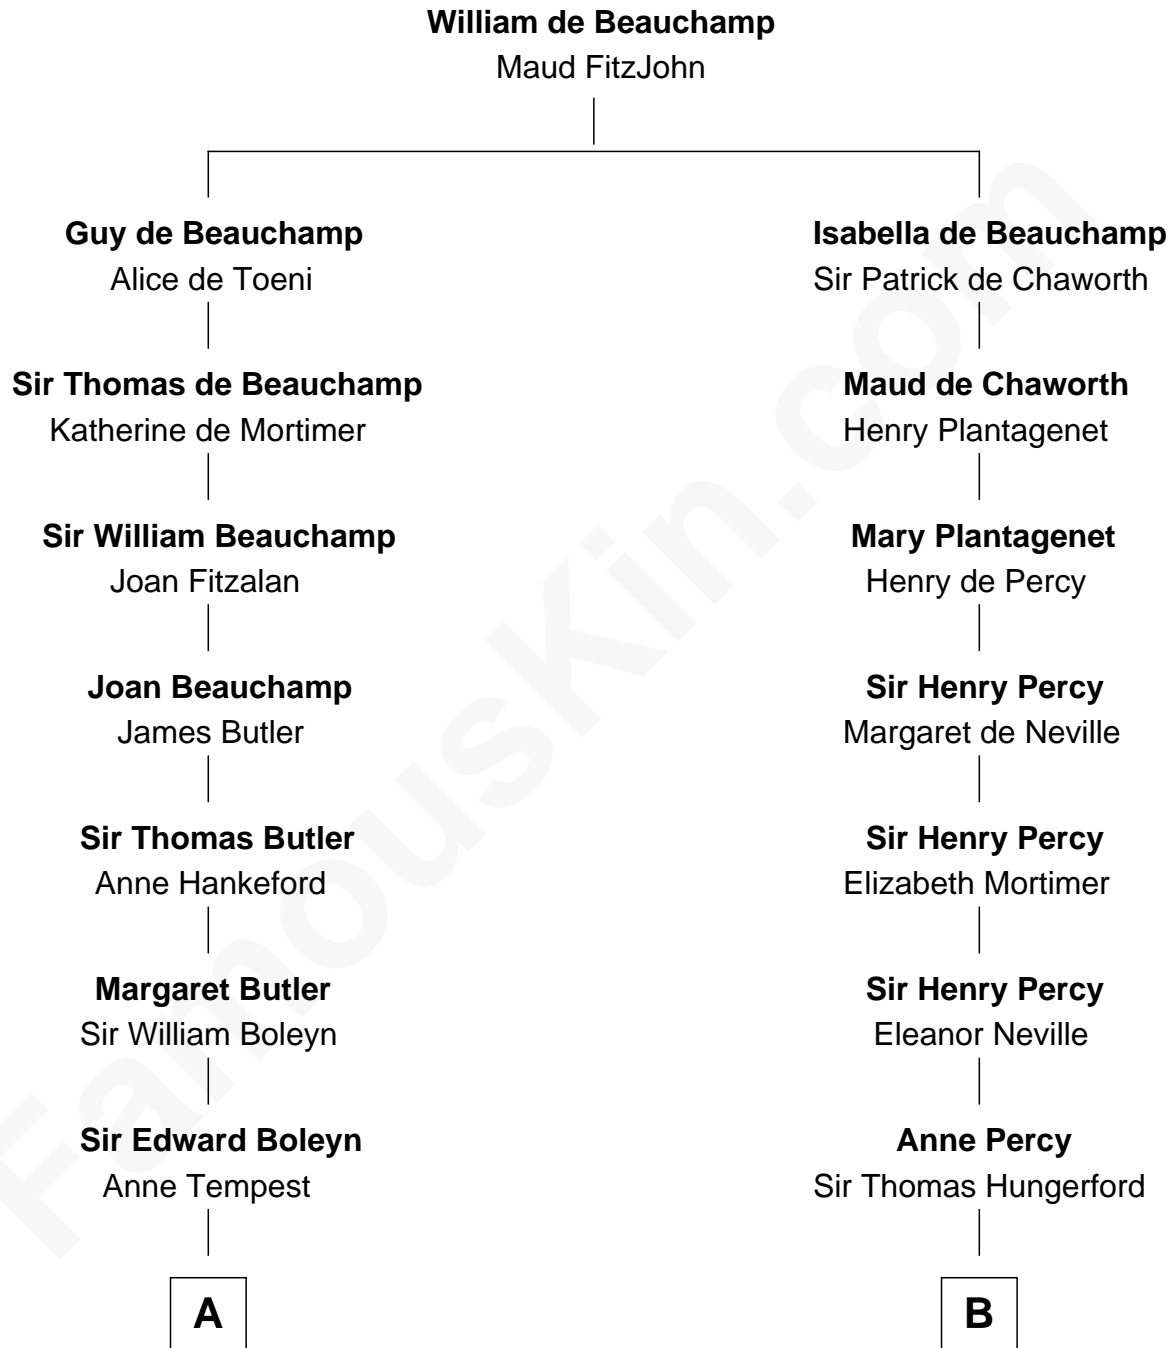 William de Beauchamp
Maud FitzJohn
Guy de Beauchamp
Alice de Toeni
Sir Thomas de Beauchamp
Katherine de Mortimer
Sir William Beauchamp
Joan Fitzalan
Joan Beauchamp
James Butler
Sir Thomas Butler
Anne Hankeford
Margaret Butler
Sir William Boleyn
Sir Edward Boleyn
Anne Tempest
A
Isabella de Beauchamp
Sir Patrick de Chaworth
Maud de Chaworth
Henry Plantagenet
Mary Plantagenet
Henry de Percy
Sir Henry Percy
Margaret de Neville
Sir Henry Percy
Elizabeth Mortimer
Sir Henry Percy
Eleanor Neville
Anne Percy
Sir Thomas Hungerford
B
FamousKin.com